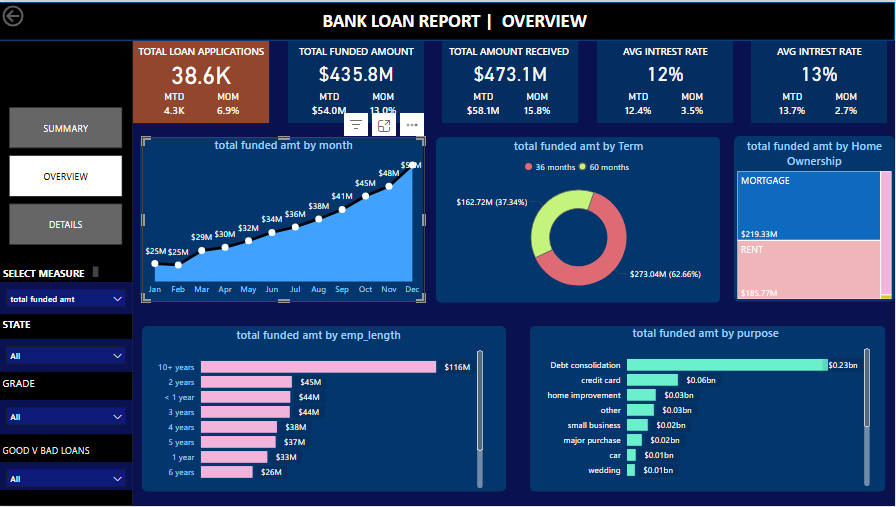 BANK LOAN REPORT | OVERVIEW
TOTAL LOAN APPLICATIONS
38.6K
MTD MOM
4.3K 6.9%
TOTAL FUNDED AMOUNT
$435.8M
MTD MOM
$54.0M 13.0%
TOTAL AMOUNT RECEIVED
$473.1M
MTD MOM
$58.1M 15.8%
AVG INTREST RATE
12%
MTD MOM
12.4% 3.5%
AVG INTREST RATE
13%
MTD MOM
13.7% 2.7%
SUMMARY
OVERVIEW
DETAILS
SELECT MEASURE
total funded amt
STATE
All
GRADE
All
GOOD V BAD LOANS
All
total funded amt by month
$25M $25M $29M $30M $32M $34M $36M $38M $41M $45M $48M
Jan Feb Mar Apr May Jun Jul Aug Sep Oct Nov Dec
total funded amt by Term
36 months 60 months
$162.72M (37.34%)
$273.04M (62.66%)
total funded amt by Home
Ownership
MORTGAGE
$219.33M
RENT
$185.77M
total funded amt by emp_length
10+ years $116M
2 years $45M
< 1 year $44M
3 years $44M
4 years $38M
5 years $37M
1 year $33M
6 years $26M
total funded amt by purpose
Debt consolidation $0.23bn
credit card $0.06bn
home improvement $0.03bn
other $0.03bn
small business $0.02bn
major purchase $0.02bn
car $0.01bn
wedding $0.01bn